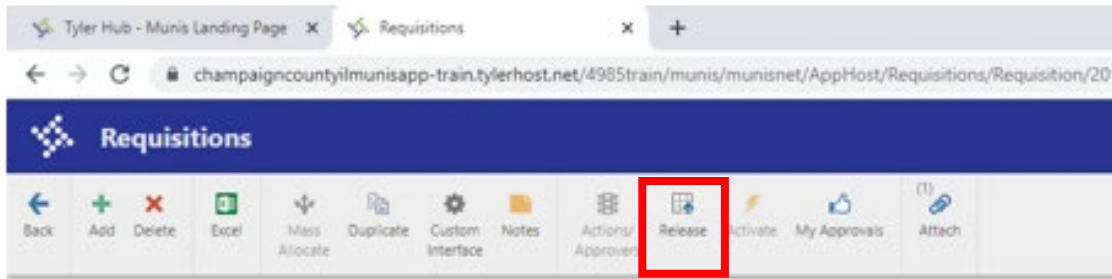 Tyler Hub - Munis Landing Page
Requisitions
champaigncountyilmunisapp-train.tylerhost.net/4985train/munis/munisnet/AppHost/Requisitions/Requisition/20
Requisitions
Back Add Delete Excel Mass Allocate Duplicate Custom Interface Notes Actions/ Approvers Release Activate My Approvals (1) Attach